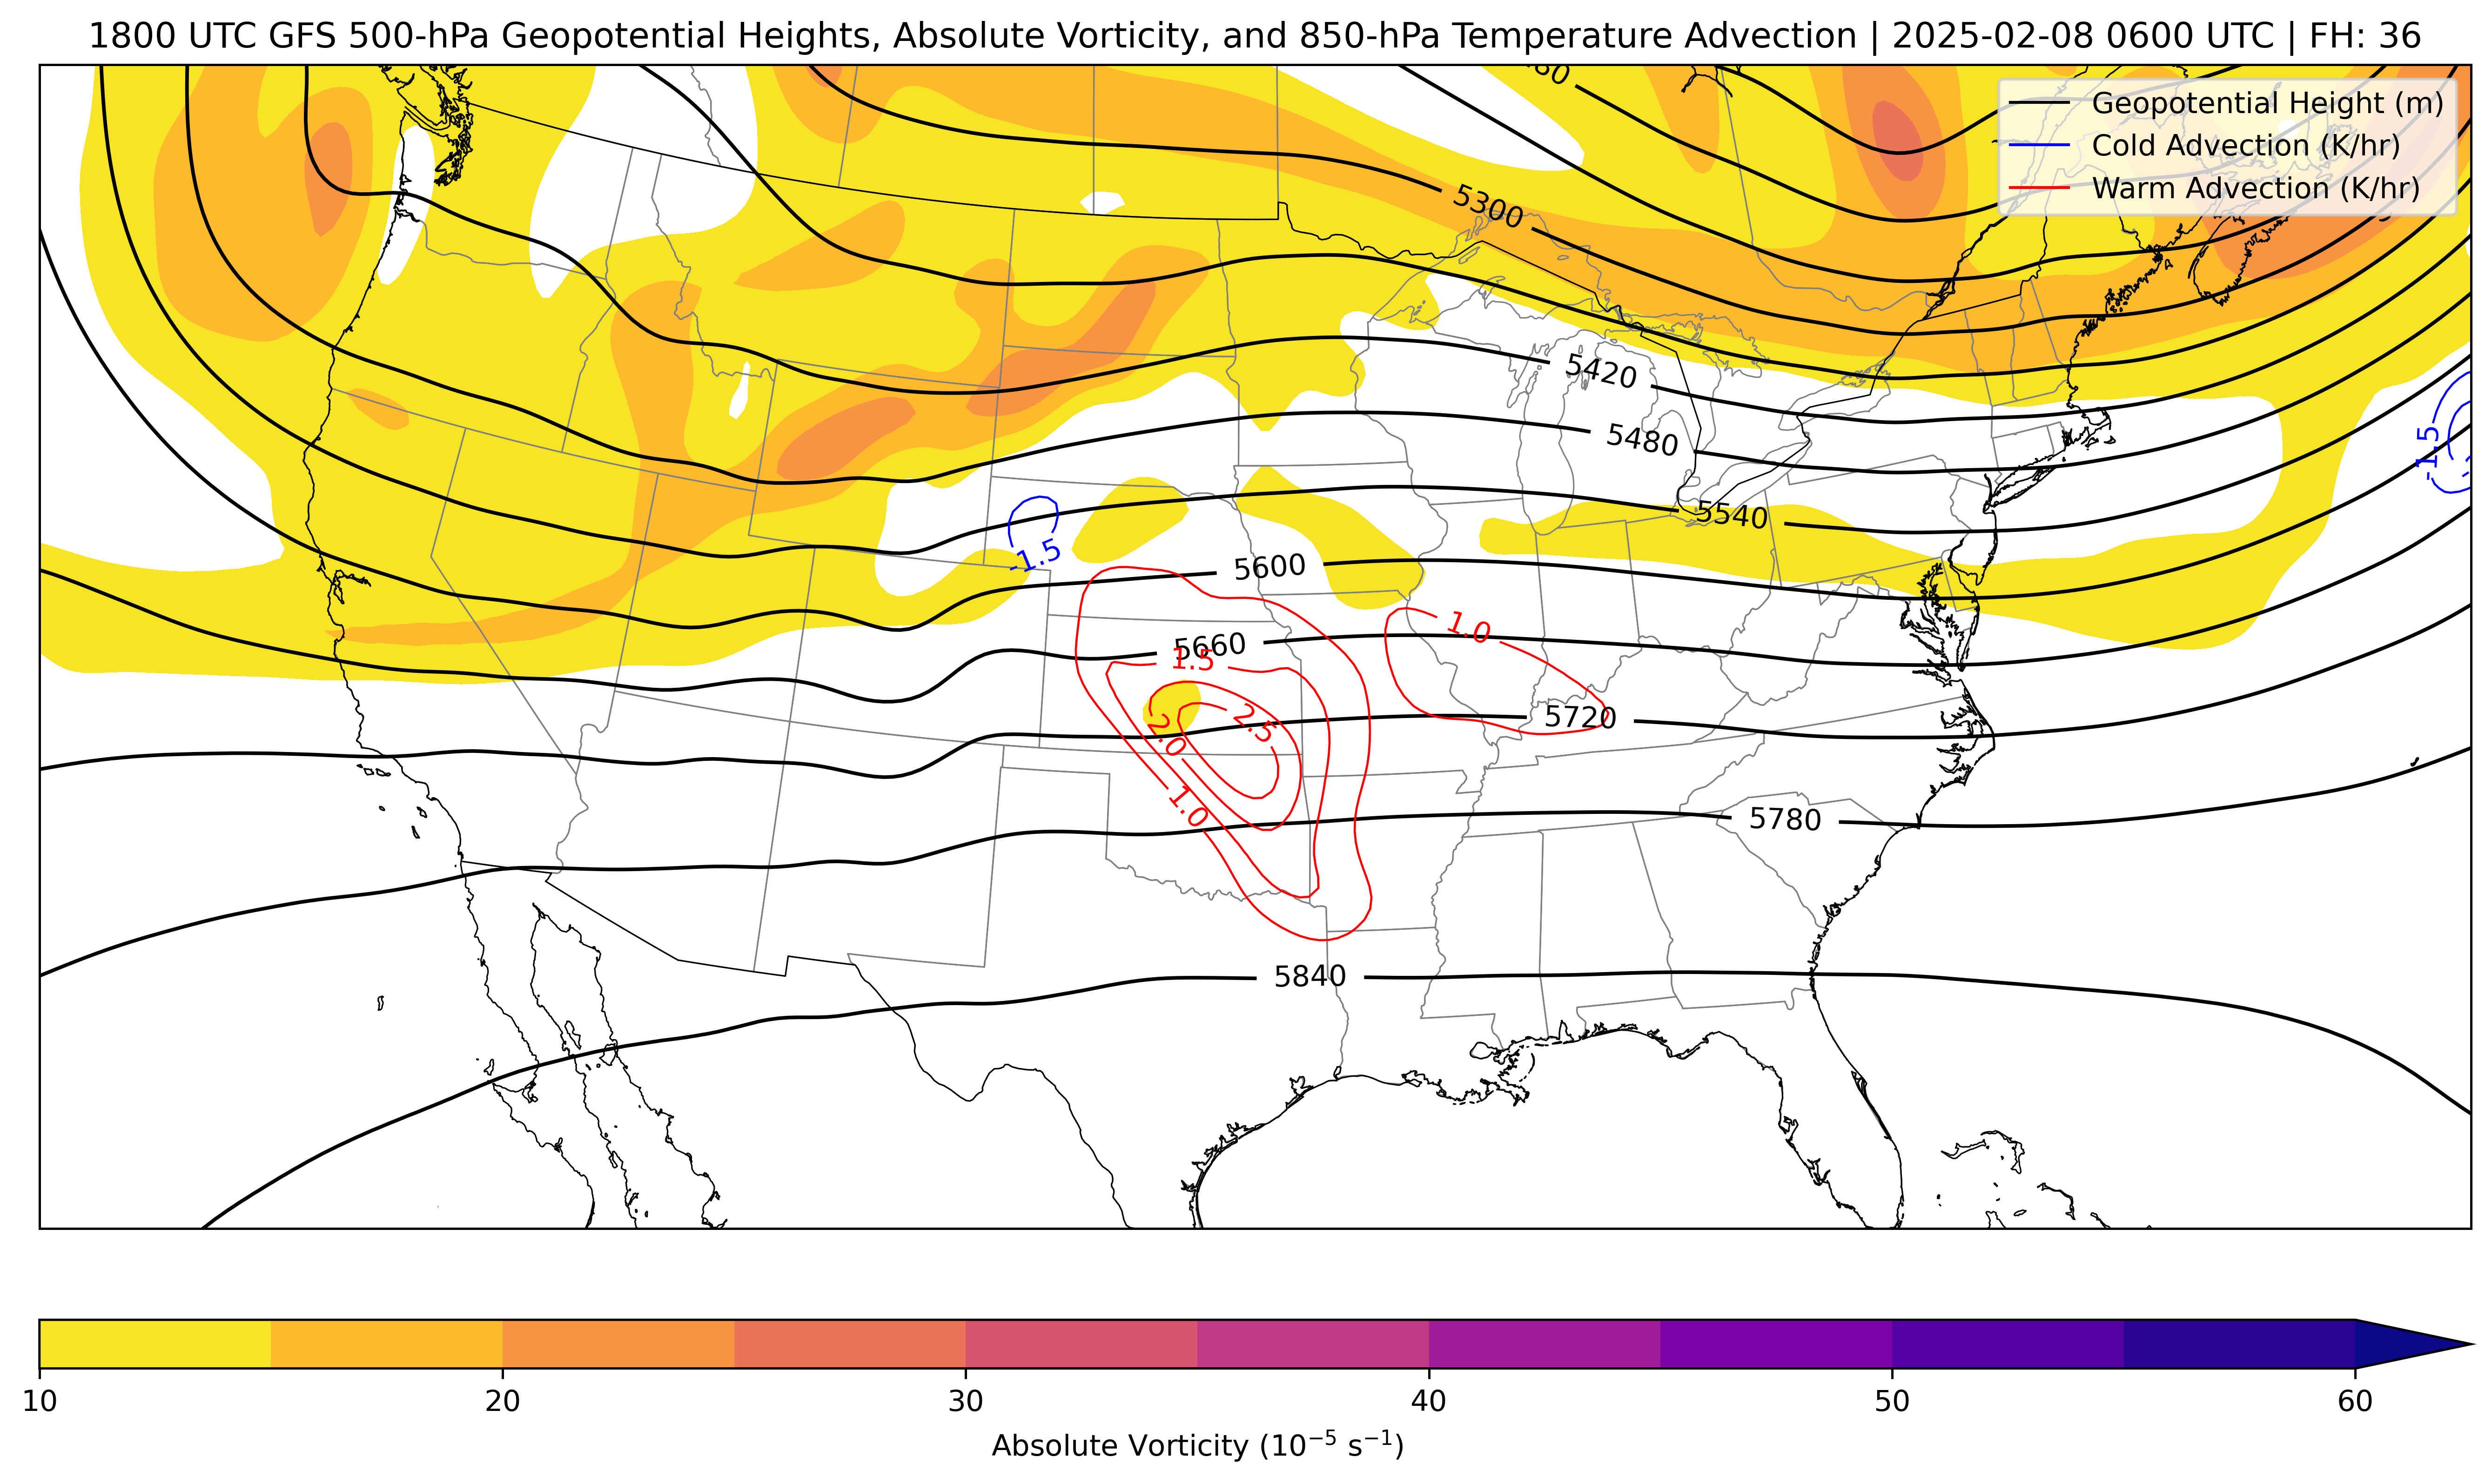 1800 UTC GFS 500-hPa Geopotential Heights, Absolute Vorticity, and 850-hPa Temperature Advection | 2025-02-08 0600 UTC | FH: 36
Geopotential Height (m)
Cold Advection (K/hr)
Warm Advection (K/hr)
5300
5420
5480
-1.5
5540
-1.5
5600
1.0
5660
1.5
2.5
2.0
5720
1.0
5780
5840
10 20 30 40 50 60
Absolute Vorticity (10⁻⁵ s⁻¹)